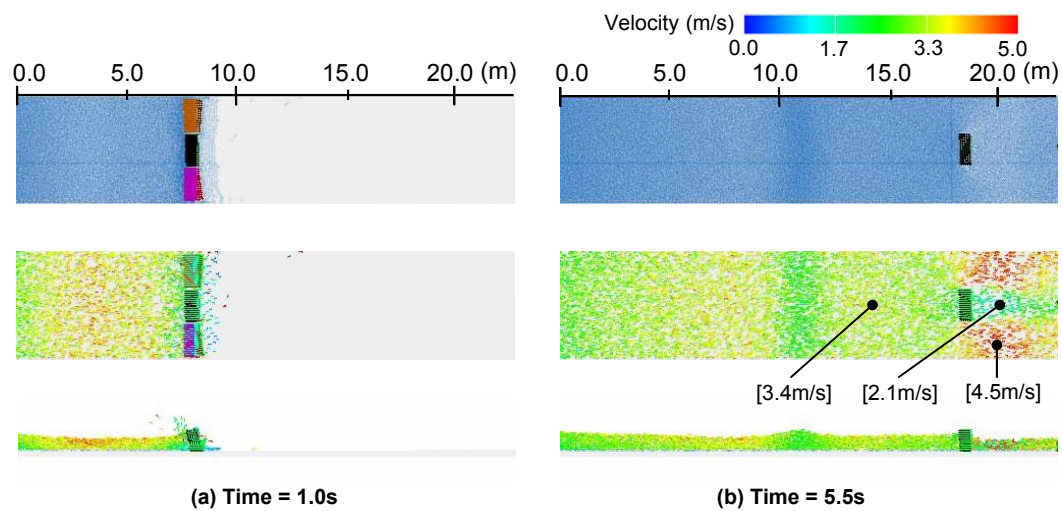 Velocity (m/s)
0.0 1.7 3.3 5.0
0.0 5.0 10.0 15.0 20.0 (m)
0.0 5.0 10.0 15.0 20.0 (m)
[3.4m/s] [2.1m/s] [4.5m/s]
(a) Time = 1.0s
(b) Time = 5.5s